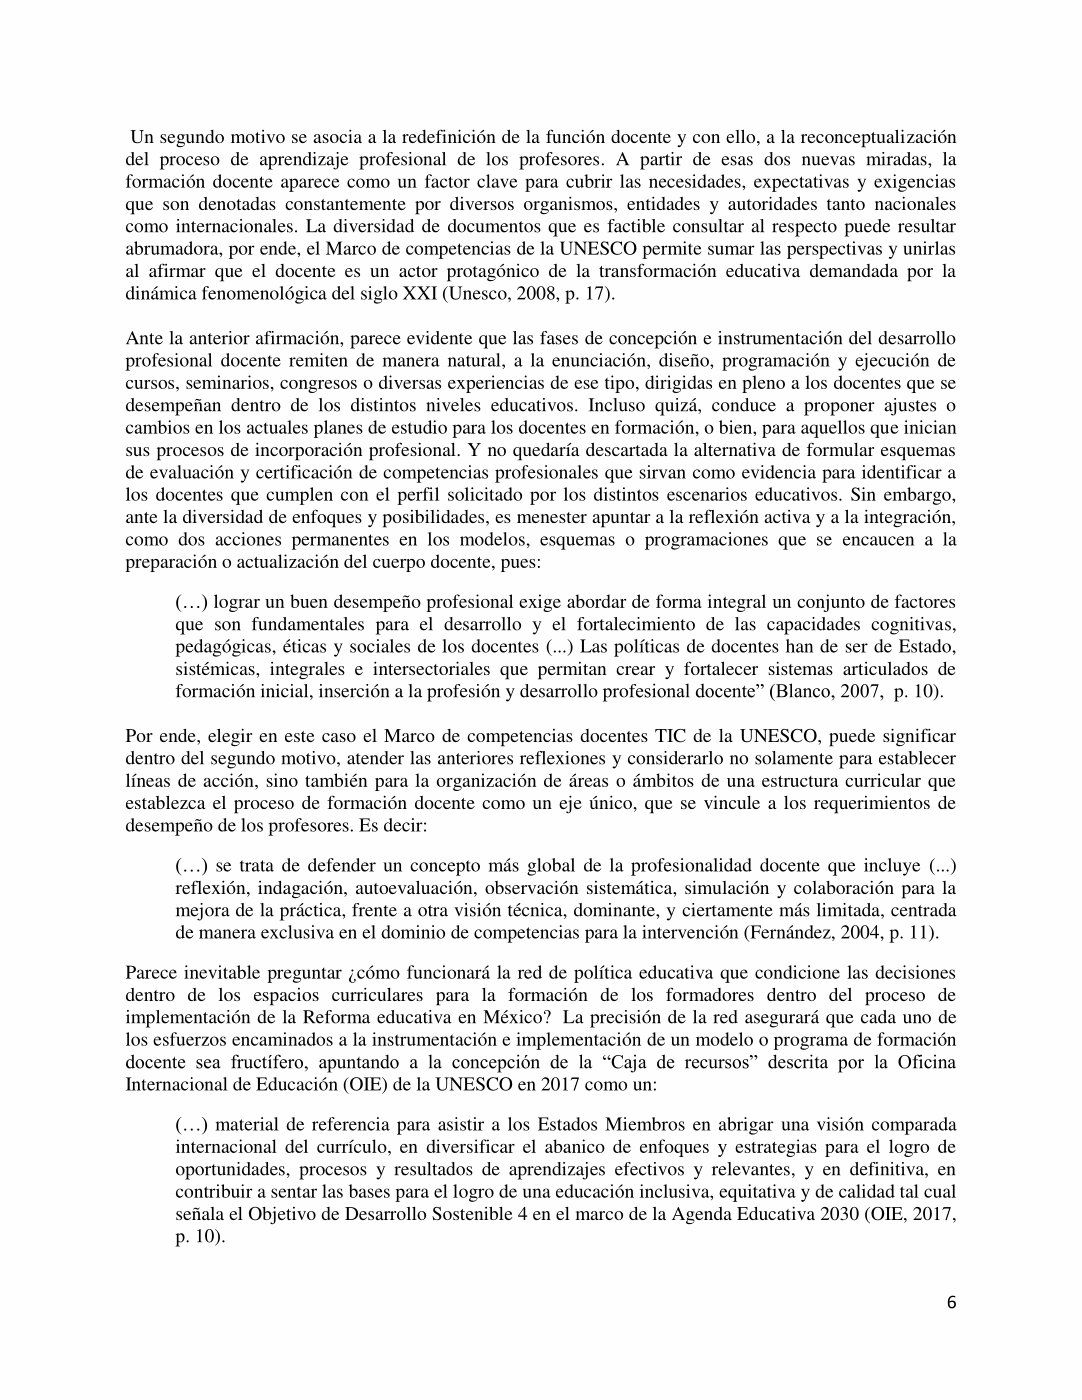 Un segundo motivo se asocia a la redefinición de la función docente y con ello, a la reconceptualización
del proceso de aprendizaje profesional de los profesores. A partir de esas dos nuevas miradas, la
formación docente aparece como un factor clave para cubrir las necesidades, expectativas y exigencias
que son denotadas constantemente por diversos organismos, entidades y autoridades tanto nacionales
como internacionales. La diversidad de documentos que es factible consultar al respecto puede resultar
abrumadora, por ende, el Marco de competencias de la UNESCO permite sumar las perspectivas y unirlas
al afirmar que el docente es un actor protagónico de la transformación educativa demandada por la
dinámica fenomenológica del siglo XXI (Unesco, 2008, p. 17).
Ante la anterior afirmación, parece evidente que las fases de concepción e instrumentación del desarrollo
profesional docente remiten de manera natural, a la enunciación, diseño, programación y ejecución de
cursos, seminarios, congresos o diversas experiencias de ese tipo, dirigidas en pleno a los docentes que se
desempeñan dentro de los distintos niveles educativos. Incluso quizá, conduce a proponer ajustes o
cambios en los actuales planes de estudio para los docentes en formación, o bien, para aquellos que inician
sus procesos de incorporación profesional. Y no quedaría descartada la alternativa de formular esquemas
de evaluación y certificación de competencias profesionales que sirvan como evidencia para identificar a
los docentes que cumplen con el perfil solicitado por los distintos escenarios educativos. Sin embargo,
ante la diversidad de enfoques y posibilidades, es menester apuntar a la reflexión activa y a la integración,
como dos acciones permanentes en los modelos, esquemas o programaciones que se encaucen a la
preparación o actualización del cuerpo docente, pues:
(…) lograr un buen desempeño profesional exige abordar de forma integral un conjunto de factores
que son fundamentales para el desarrollo y el fortalecimiento de las capacidades cognitivas,
pedagógicas, éticas y sociales de los docentes (...) Las políticas de docentes han de ser de Estado,
sistémicas, integrales e intersectoriales que permitan crear y fortalecer sistemas articulados de
formación inicial, inserción a la profesión y desarrollo profesional docente” (Blanco, 2007, p. 10).
Por ende, elegir en este caso el Marco de competencias docentes TIC de la UNESCO, puede significar
dentro del segundo motivo, atender las anteriores reflexiones y considerarlo no solamente para establecer
líneas de acción, sino también para la organización de áreas o ámbitos de una estructura curricular que
establezca el proceso de formación docente como un eje único, que se vincule a los requerimientos de
desempeño de los profesores. Es decir:
(…) se trata de defender un concepto más global de la profesionalidad docente que incluye (...)
reflexión, indagación, autoevaluación, observación sistemática, simulación y colaboración para la
mejora de la práctica, frente a otra visión técnica, dominante, y ciertamente más limitada, centrada
de manera exclusiva en el dominio de competencias para la intervención (Fernández, 2004, p. 11).
Parece inevitable preguntar ¿cómo funcionará la red de política educativa que condicione las decisiones
dentro de los espacios curriculares para la formación de los formadores dentro del proceso de
implementación de la Reforma educativa en México? La precisión de la red asegurará que cada uno de
los esfuerzos encaminados a la instrumentación e implementación de un modelo o programa de formación
docente sea fructífero, apuntando a la concepción de la “Caja de recursos” descrita por la Oficina
Internacional de Educación (OIE) de la UNESCO en 2017 como un:
(…) material de referencia para asistir a los Estados Miembros en abrigar una visión comparada
internacional del currículo, en diversificar el abanico de enfoques y estrategias para el logro de
oportunidades, procesos y resultados de aprendizajes efectivos y relevantes, y en definitiva, en
contribuir a sentar las bases para el logro de una educación inclusiva, equitativa y de calidad tal cual
señala el Objetivo de Desarrollo Sostenible 4 en el marco de la Agenda Educativa 2030 (OIE, 2017,
p. 10).
6